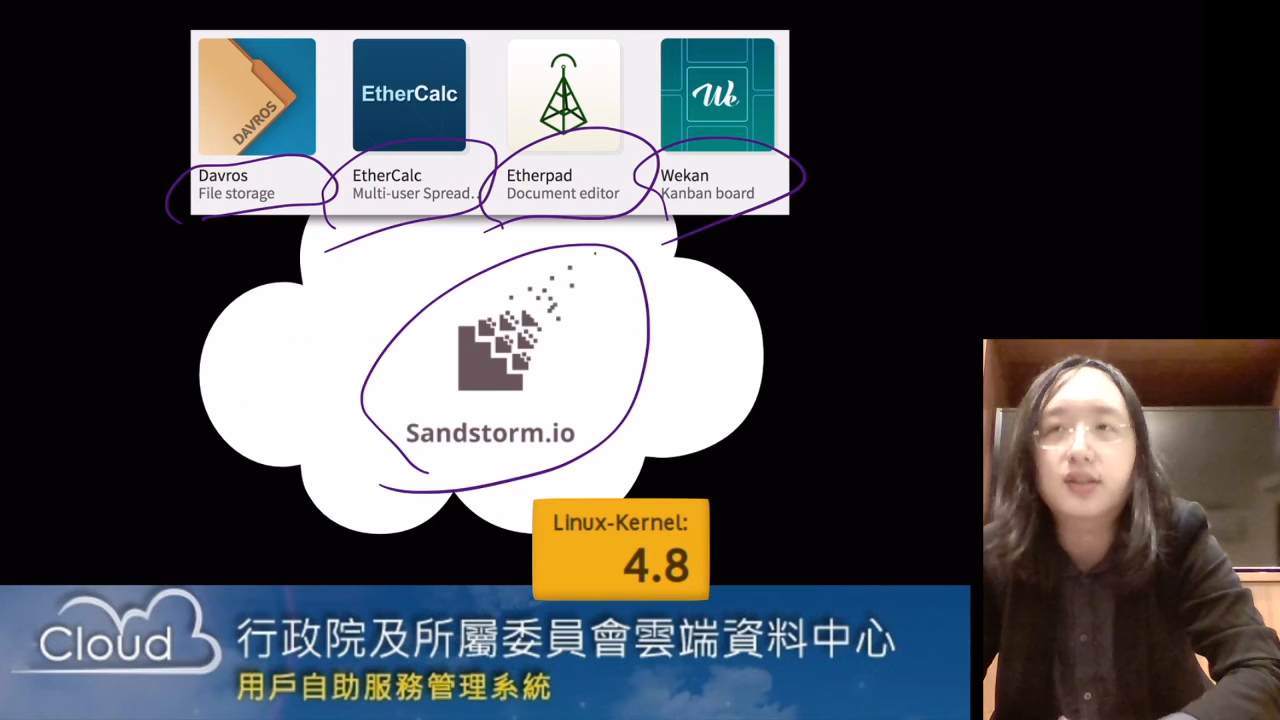 DAVROS
EtherCalc
We
Davros
EtherCalc
Etherpad
Wekan
File storage
Multi-user Spread...
Document editor
Kanban board
Sandstorm.io
Linux-Kernel:
4.8
Cloud
行政院及所屬委員會雲端資料中心
用戶自助服務管理系統